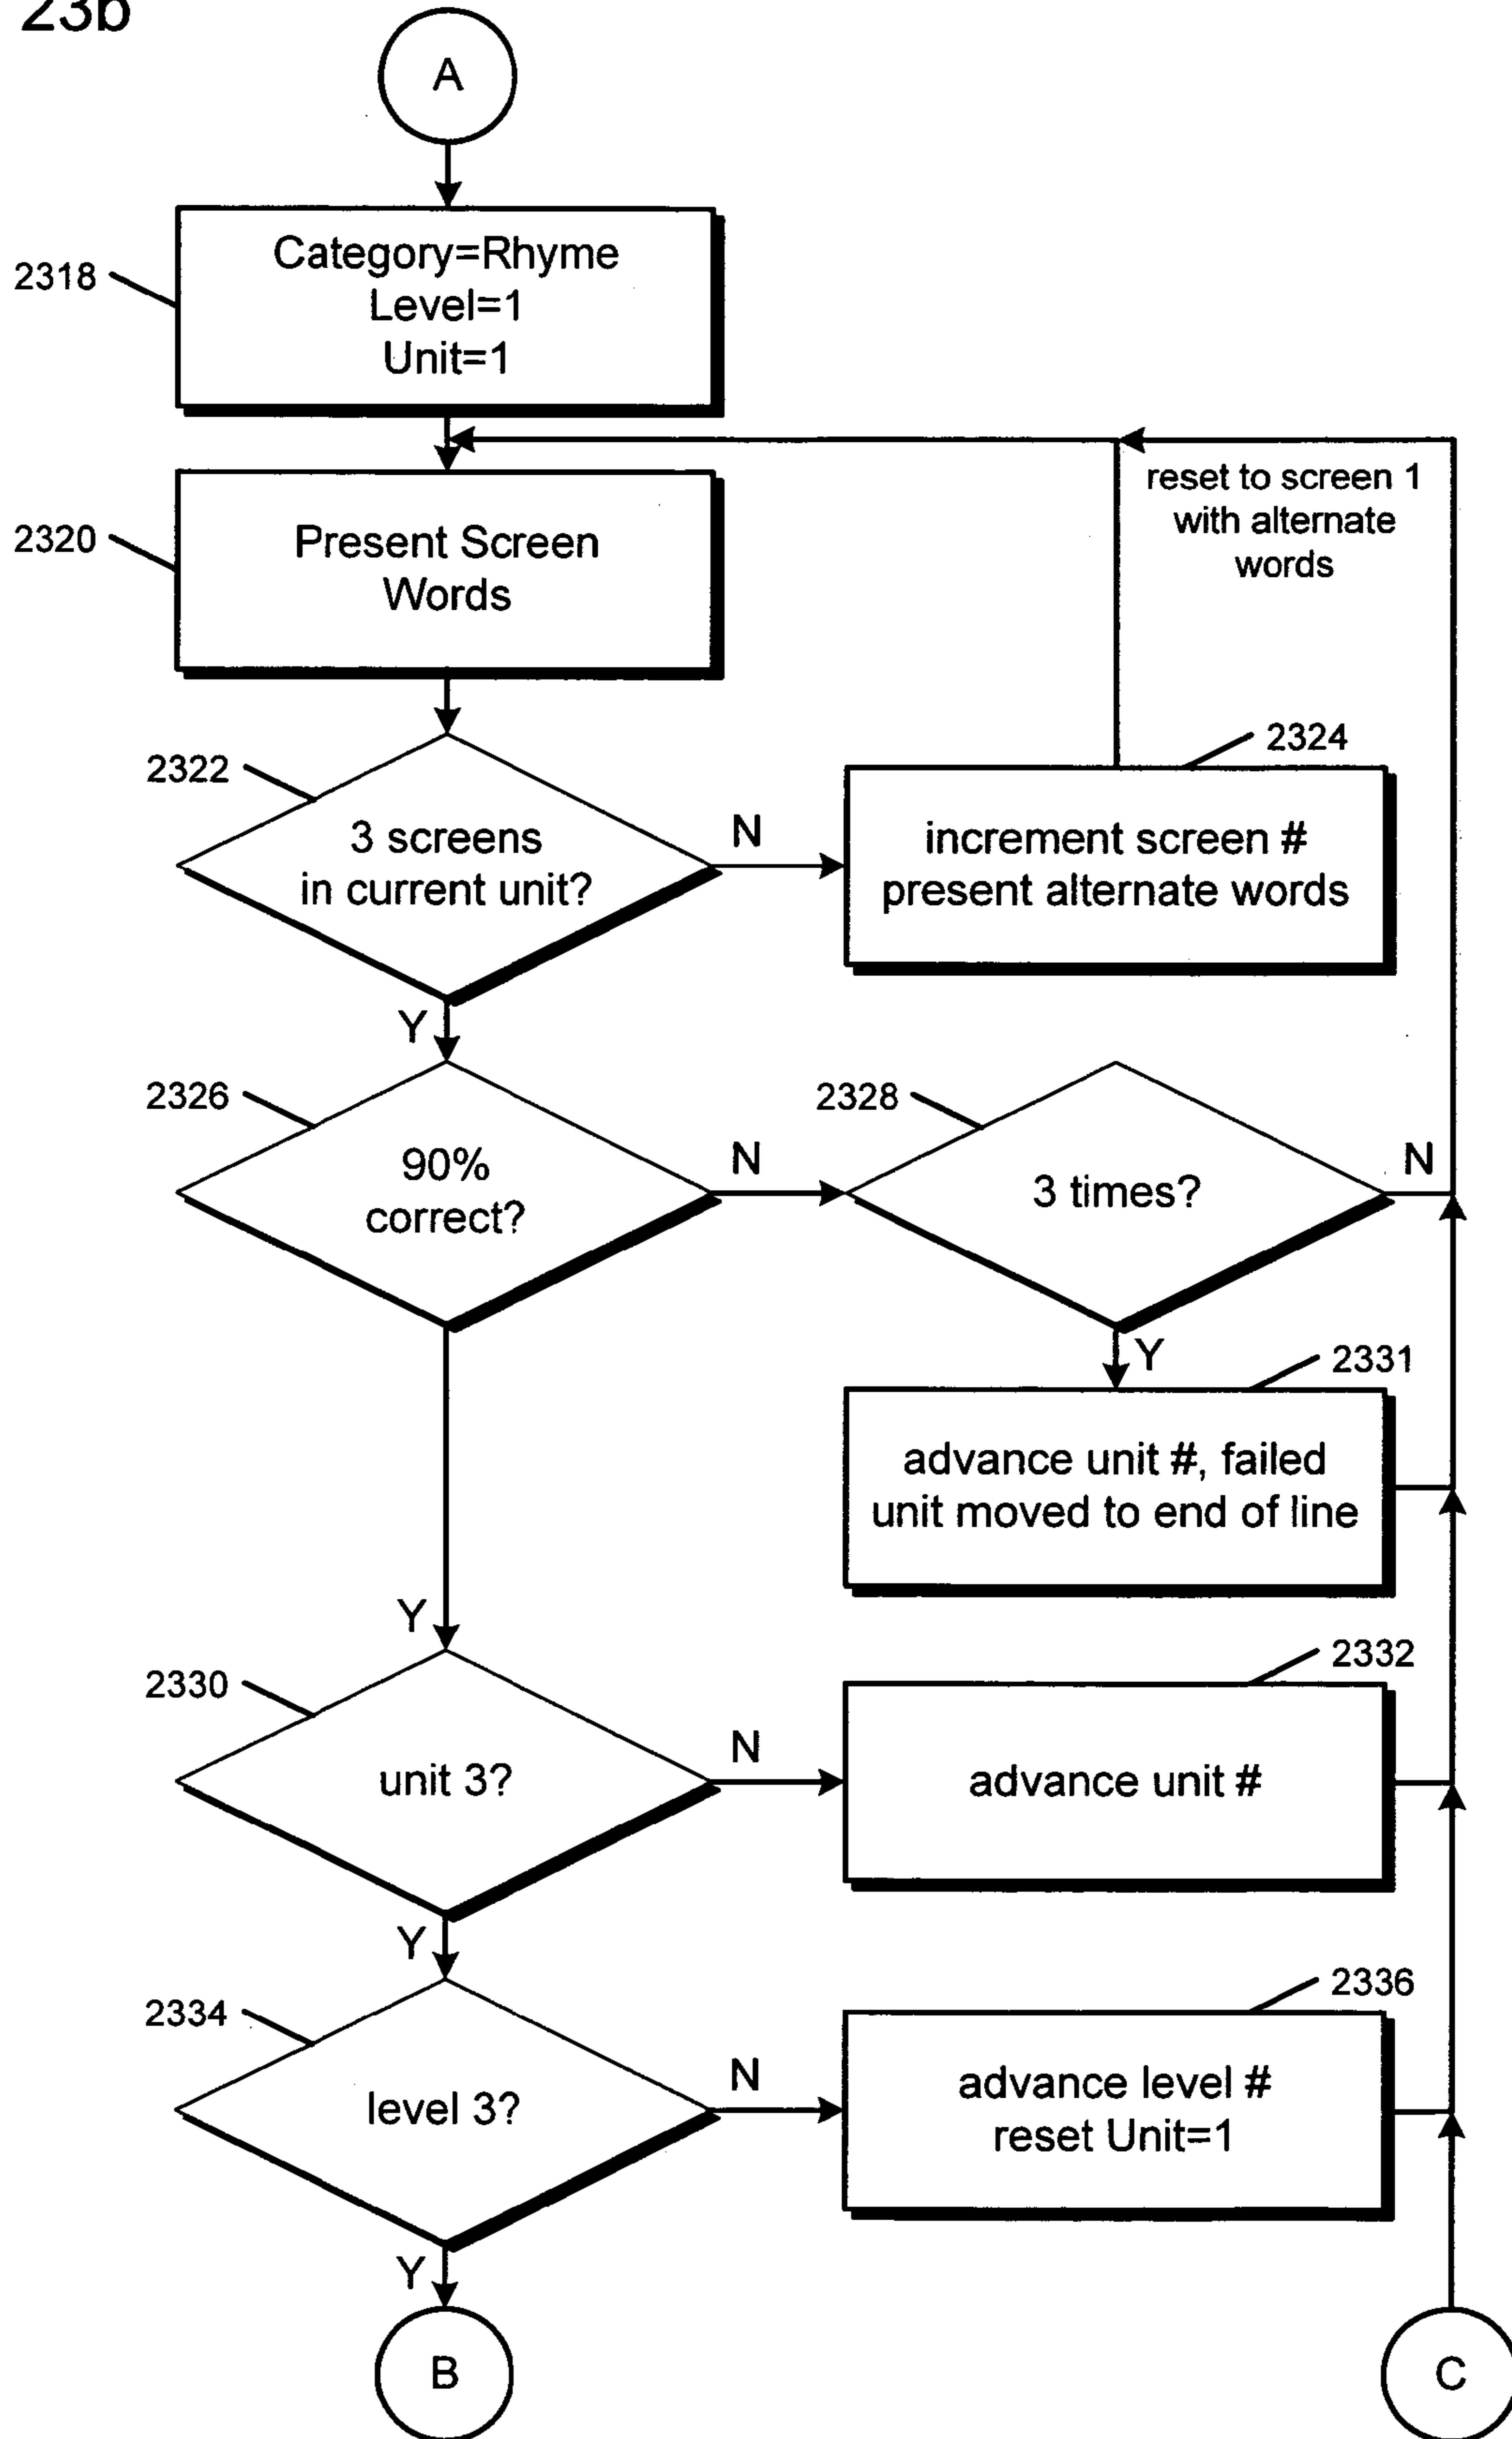 23b
A
2318
Category=Rhyme
Level=1
Unit=1
reset to screen 1
with alternate
words
2320
Present Screen
Words
2322
3 screens
in current unit?
N
2324
increment screen #
present alternate words
Y
2326
90%
correct?
N
2328
3 times?
N
Y
2331
advance unit #, failed
unit moved to end of line
Y
2330
unit 3?
N
2332
advance unit #
Y
2334
level 3?
N
2336
advance level #
reset Unit=1
Y
B
C